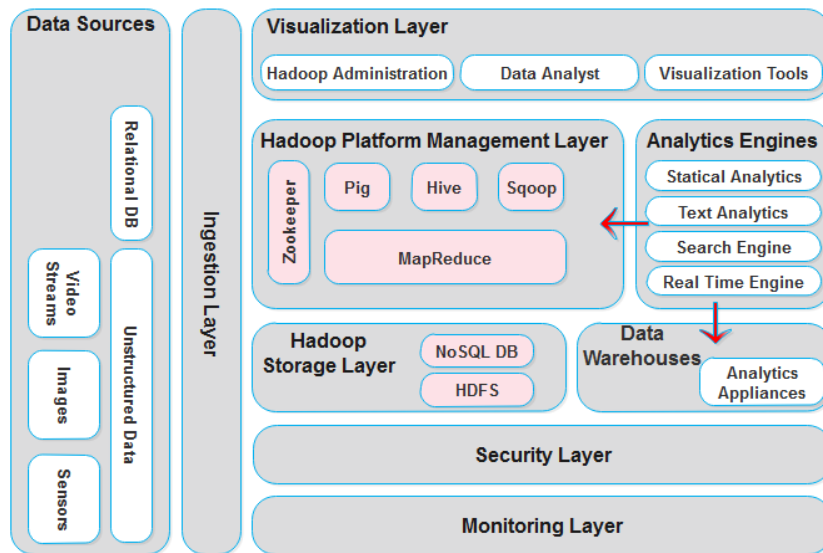 Data Sources
Relational DB
Video
Streams
Images
Sensors
Unstructured Data
Ingestion Layer
Visualization Layer
Hadoop Administration
Data Analyst
Visualization Tools
Hadoop Platform Management Layer
Zookeeper
Pig
Hive
Sqoop
MapReduce
Analytics Engines
Statical Analytics
Text Analytics
Search Engine
Real Time Engine
Hadoop
Storage Layer
NoSQL DB
HDFS
Data
Warehouses
Analytics
Appliances
Security Layer
Monitoring Layer